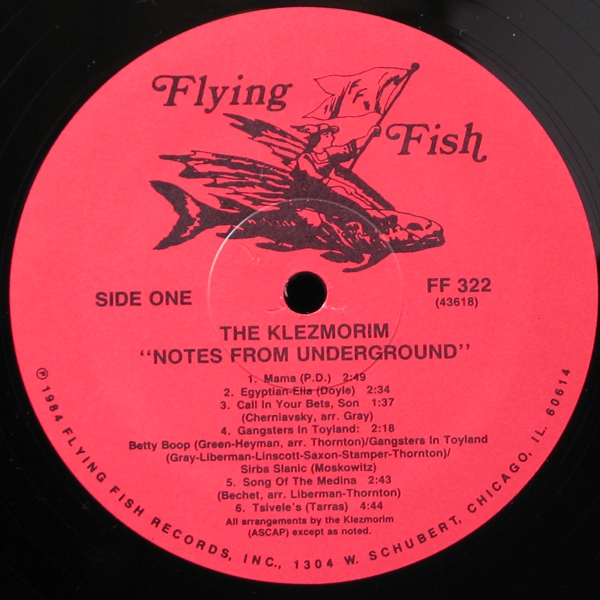 Flying
Fish
FF
SIDE ONE
FF 322
(43618)
THE KLEZMORIM
"NOTES FROM UNDERGROUND"
1. Mama (P.D.) 2:49
2. Egyptian-Ella (Doyle) 2:34
3. Call In Your Bets, Son 1:37
(Cherniavsky, arr. Gray)
4. Gangsters In Toyland: 2:18
Betty Boop (Green-Heyman, arr. Thornton)/Gangsters In Toyland
(Gray-Liberman-Linscott-Saxon-Stamper-Thornton)/
Sirba Slanic (Moskowitz)
5. Song Of The Medina 2:43
(Bechet, arr. Liberman-Thornton)
6. Tsivele's (Tarras) 4:44
All arrangements by the Klezmorim
(ASCAP) except as noted.
℗ 1984 FLYING FISH RECORDS, INC., 1304 W. SCHUBERT, CHICAGO, IL. 60614